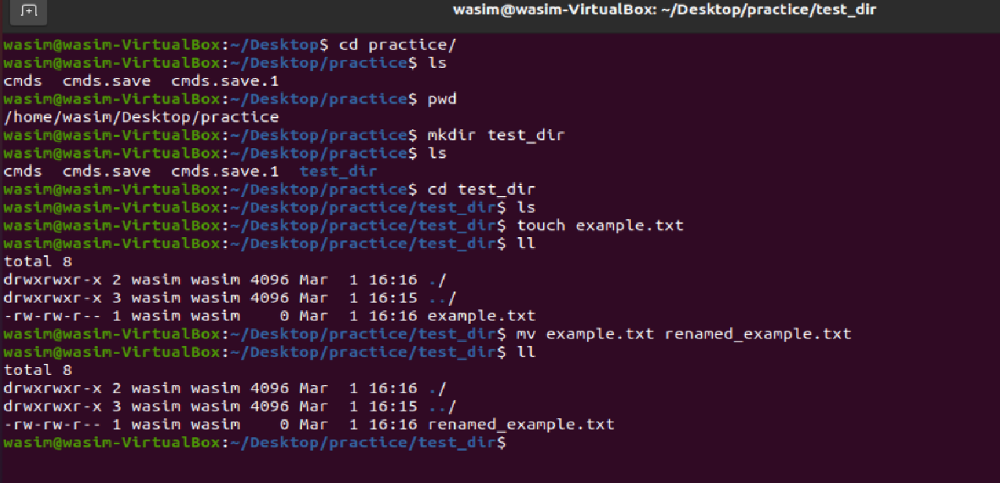 wasim@wasim-VirtualBox: ~/Desktop/practice/test_dir
wasim@wasim-VirtualBox:~/Desktop$ cd practice/
wasim@wasim-VirtualBox:~/Desktop/practice$ ls
cmds  cmds.save  cmds.save.1
wasim@wasim-VirtualBox:~/Desktop/practice$ pwd
/home/wasim/Desktop/practice
wasim@wasim-VirtualBox:~/Desktop/practice$ mkdir test_dir
wasim@wasim-VirtualBox:~/Desktop/practice$ ls
cmds  cmds.save  cmds.save.1  test_dir
wasim@wasim-VirtualBox:~/Desktop/practice$ cd test_dir
wasim@wasim-VirtualBox:~/Desktop/practice/test_dir$ ls
wasim@wasim-VirtualBox:~/Desktop/practice/test_dir$ touch example.txt
wasim@wasim-VirtualBox:~/Desktop/practice/test_dir$ ll
total 8
drwxrwxr-x 2 wasim wasim 4096 Mar  1 16:16 ./
drwxrwxr-x 3 wasim wasim 4096 Mar  1 16:15 ../
-rw-rw-r-- 1 wasim wasim    0 Mar  1 16:16 example.txt
wasim@wasim-VirtualBox:~/Desktop/practice/test_dir$ mv example.txt renamed_example.txt
wasim@wasim-VirtualBox:~/Desktop/practice/test_dir$ ll
total 8
drwxrwxr-x 2 wasim wasim 4096 Mar  1 16:16 ./
drwxrwxr-x 3 wasim wasim 4096 Mar  1 16:15 ../
-rw-rw-r-- 1 wasim wasim    0 Mar  1 16:16 renamed_example.txt
wasim@wasim-VirtualBox:~/Desktop/practice/test_dir$